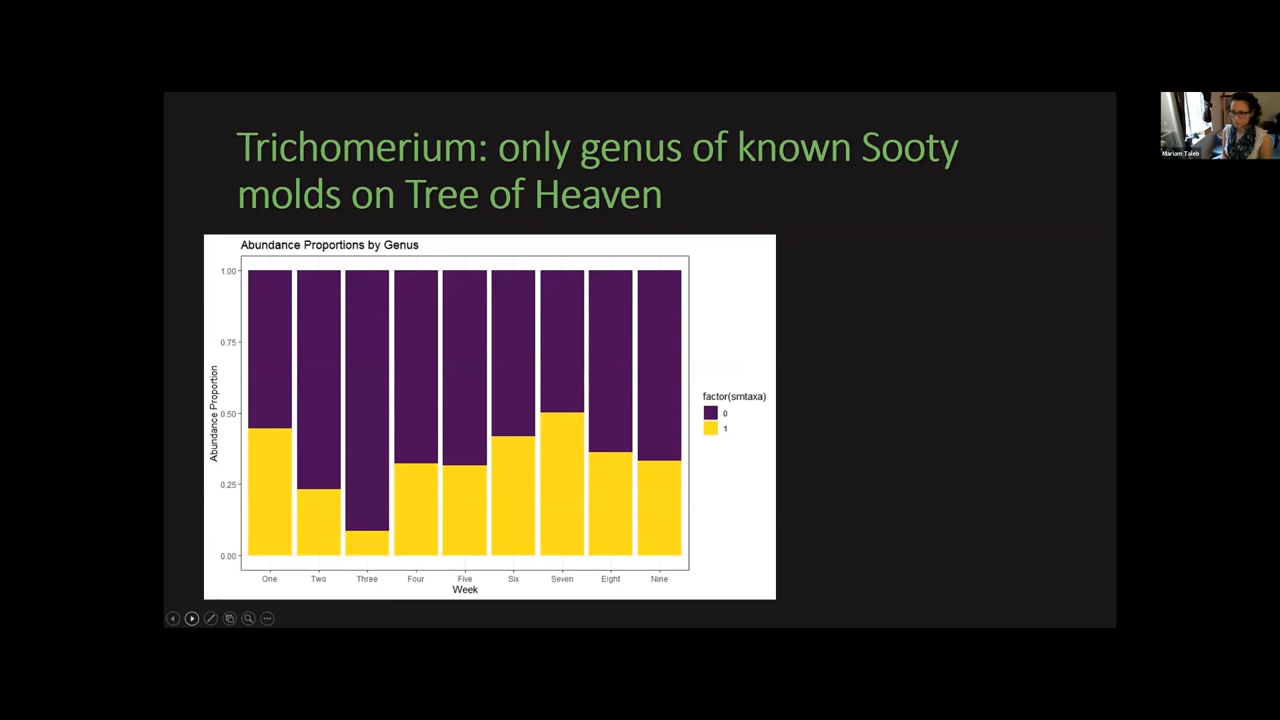 Trichomerium: only genus of known Sooty
molds on Tree of Heaven
Mariam Taleb
Abundance Proportions by Genus
1.00
0.75
0.50
0.25
0.00
Abundance Proportion
One Two Three Four Five Six Seven Eight Nine
Week
factor(smtaxa)
0
1